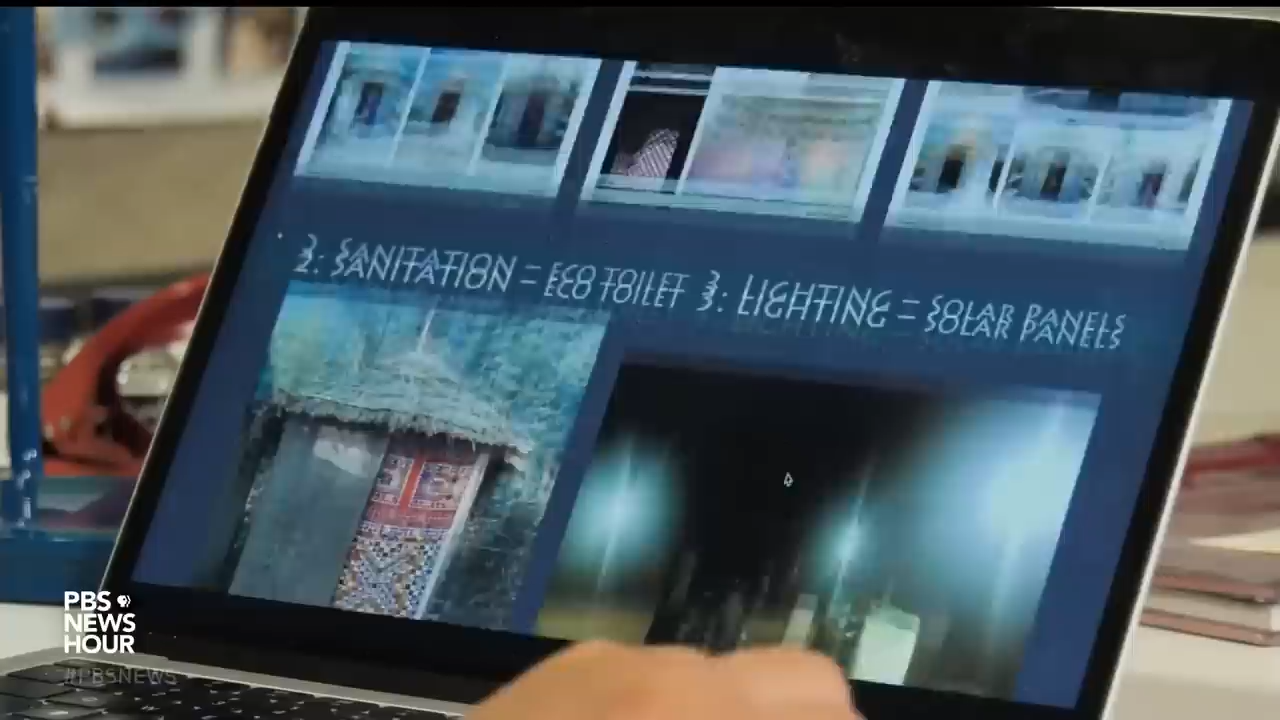 2: SANITATION = ECO TOILET 3: LIGHTING = SOLAR PANELS
PBS
NEWS
HOUR
#PBSNEWS